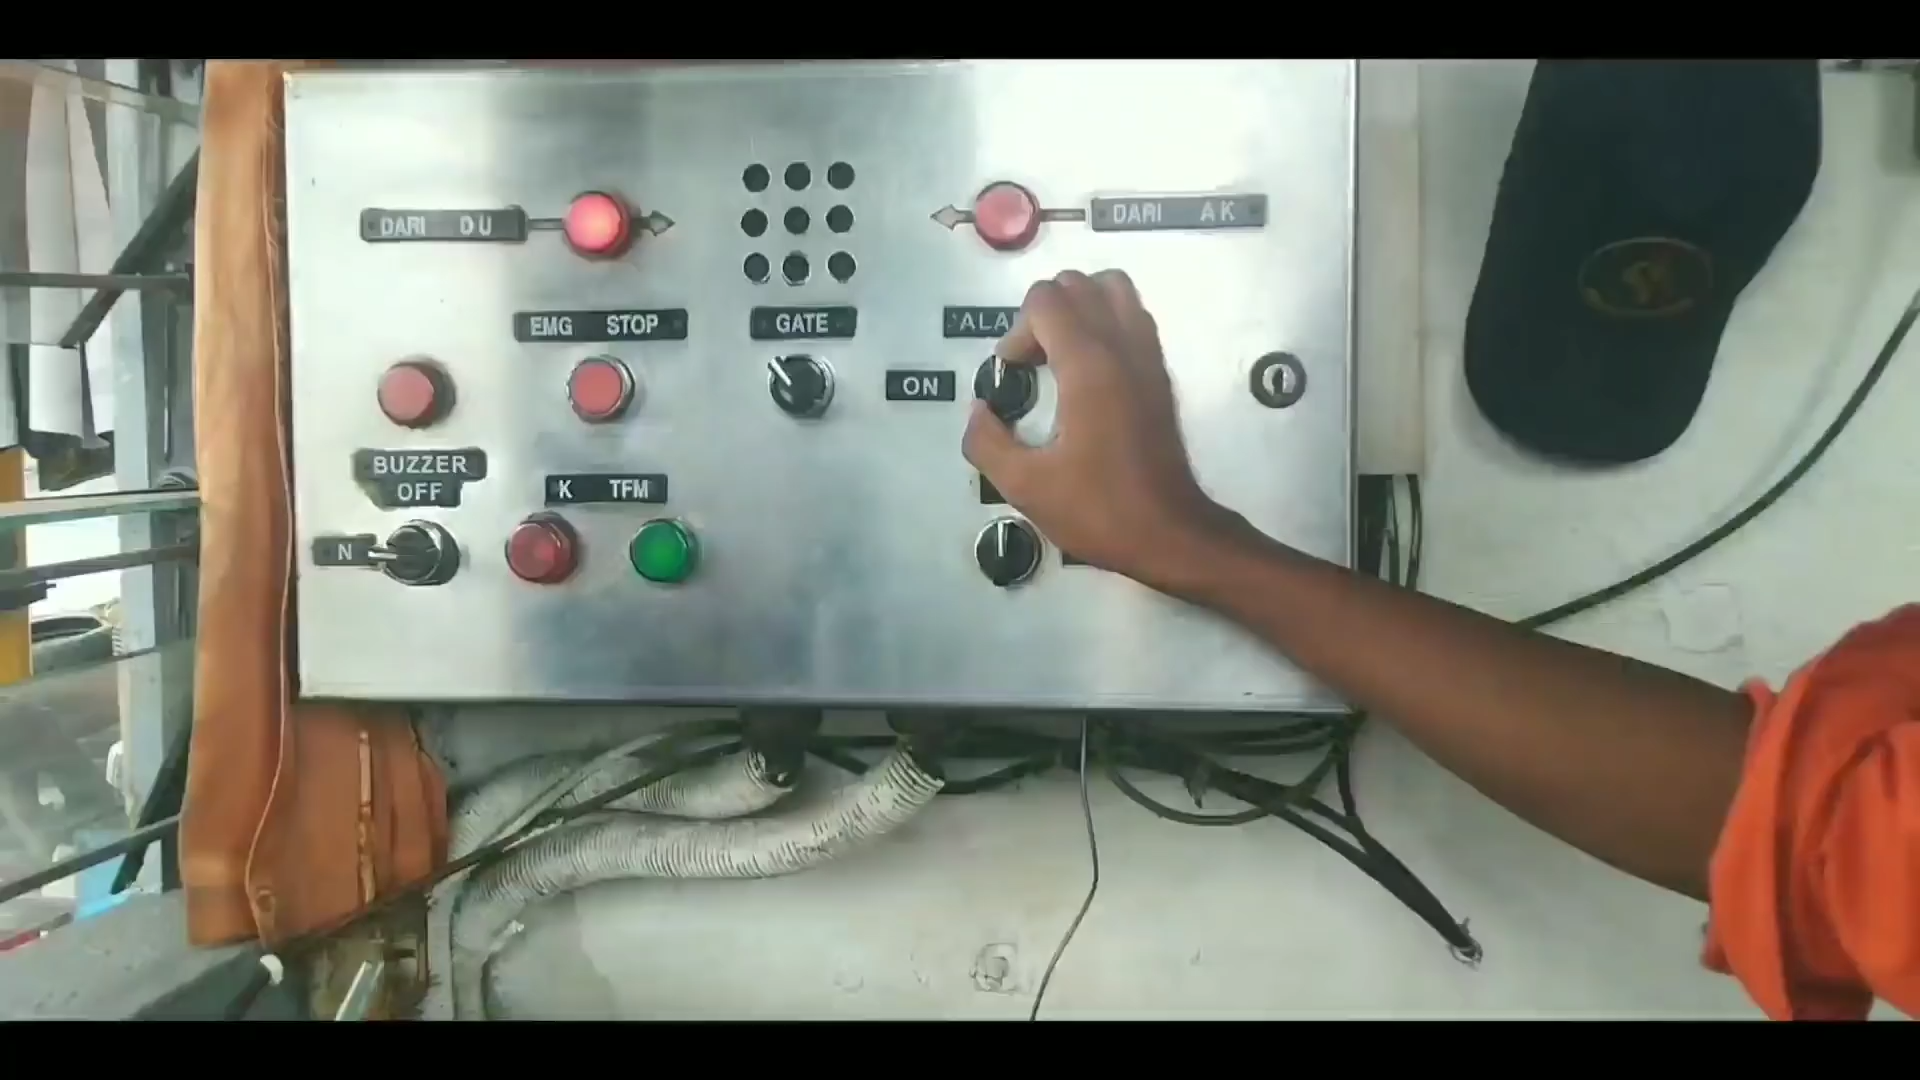 DARI DU
DARI AK
EMG STOP
GATE
ALA
ON
BUZZER
OFF
K TFM
N